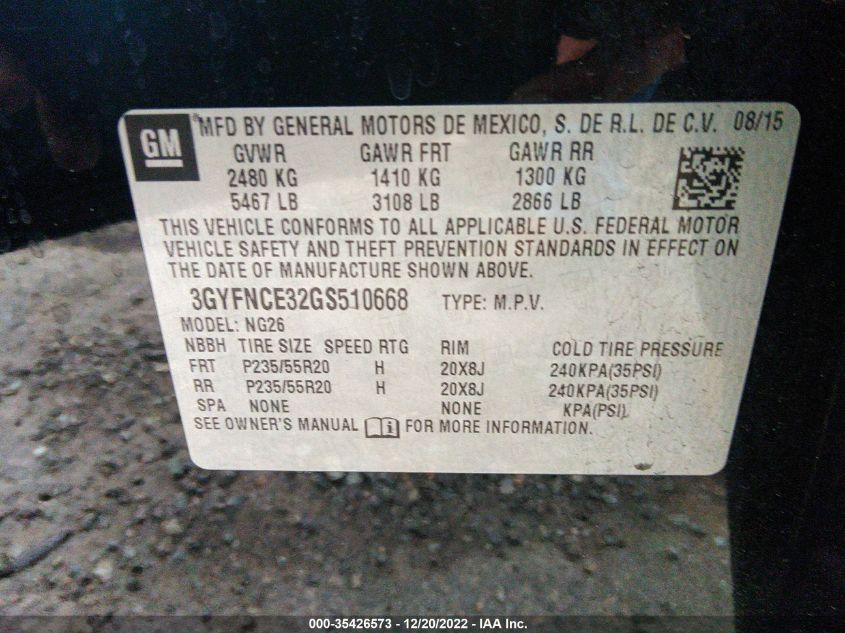 GM
® MFD BY GENERAL MOTORS DE MEXICO, S. DE R.L. DE C.V. 08/15
GVWR GAWR FRT GAWR RR
2480 KG 1410 KG 1300 KG
5467 LB 3108 LB 2866 LB
THIS VEHICLE CONFORMS TO ALL APPLICABLE U.S. FEDERAL MOTOR
VEHICLE SAFETY AND THEFT PREVENTION STANDARDS IN EFFECT ON
THE DATE OF MANUFACTURE SHOWN ABOVE.
3GYFNCE32GS510668 TYPE: M.P.V.
MODEL: NG26
NBBH TIRE SIZE SPEED RTG RIM COLD TIRE PRESSURE
FRT P235/55R20 H 20X8J 240KPA(35PSI)
RR P235/55R20 H 20X8J 240KPA(35PSI)
SPA NONE NONE KPA(PSI)
SEE OWNER'S MANUAL FOR MORE INFORMATION.
000-35426573 - 12/20/2022 - IAA Inc.